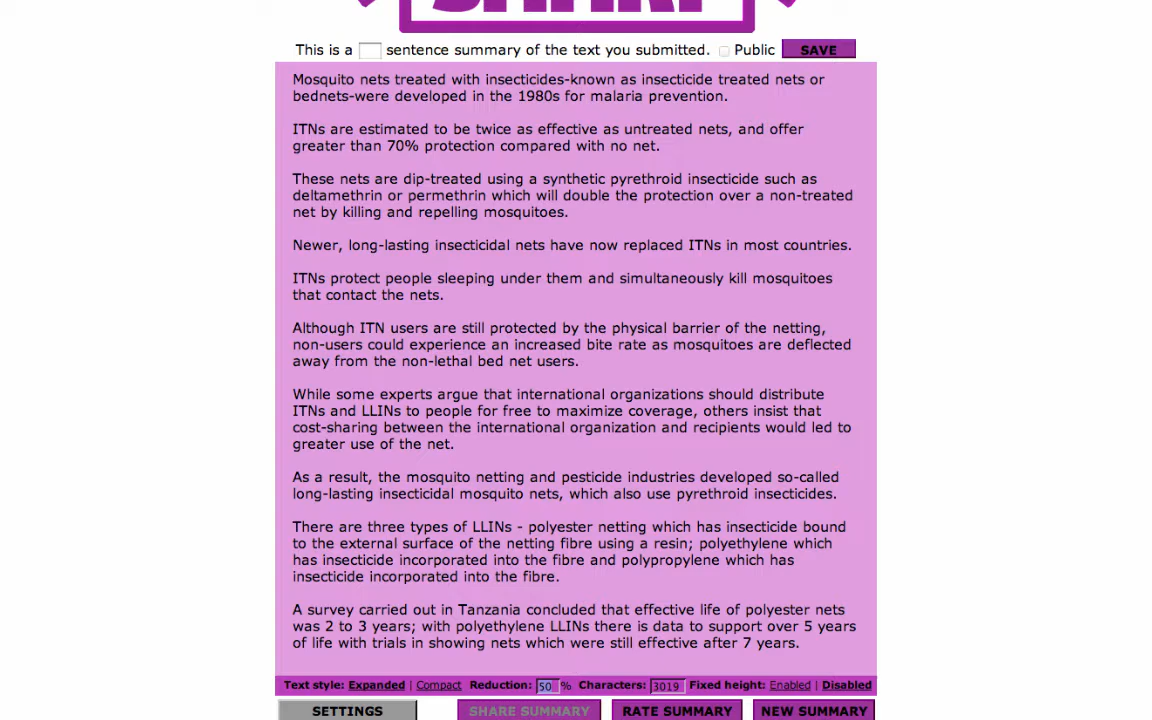 This is a sentence summary of the text you submitted. Public SAVE
Mosquito nets treated with insecticides-known as insecticide treated nets or
bednets-were developed in the 1980s for malaria prevention.
ITNs are estimated to be twice as effective as untreated nets, and offer
greater than 70% protection compared with no net.
These nets are dip-treated using a synthetic pyrethroid insecticide such as
deltamethrin or permethrin which will double the protection over a non-treated
net by killing and repelling mosquitoes.
Newer, long-lasting insecticidal nets have now replaced ITNs in most countries.
ITNs protect people sleeping under them and simultaneously kill mosquitoes
that contact the nets.
Although ITN users are still protected by the physical barrier of the netting,
non-users could experience an increased bite rate as mosquitoes are deflected
away from the non-lethal bed net users.
While some experts argue that international organizations should distribute
ITNs and LLINs to people for free to maximize coverage, others insist that
cost-sharing between the international organization and recipients would led to
greater use of the net.
As a result, the mosquito netting and pesticide industries developed so-called
long-lasting insecticidal mosquito nets, which also use pyrethroid insecticides.
There are three types of LLINs - polyester netting which has insecticide bound
to the external surface of the netting fibre using a resin; polyethylene which
has insecticide incorporated into the fibre and polypropylene which has
insecticide incorporated into the fibre.
A survey carried out in Tanzania concluded that effective life of polyester nets
was 2 to 3 years; with polyethylene LLINs there is data to support over 5 years
of life with trials in showing nets which were still effective after 7 years.
Text style: Expanded | Compact Reduction: 50 % Characters: 3019 Fixed height: Enabled | Disabled
SETTINGS SHARE SUMMARY RATE SUMMARY NEW SUMMARY